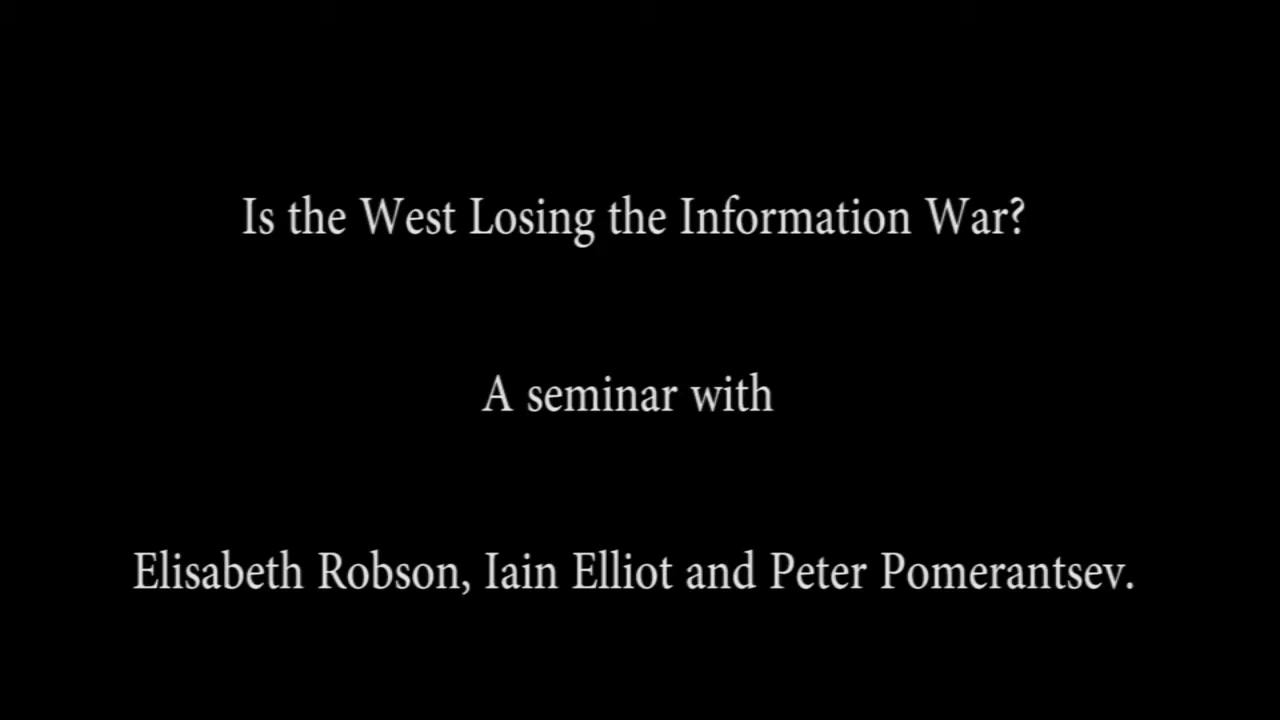 Is the West Losing the Information War?
A seminar with
Elisabeth Robson, Iain Elliot and Peter Pomerantsev.